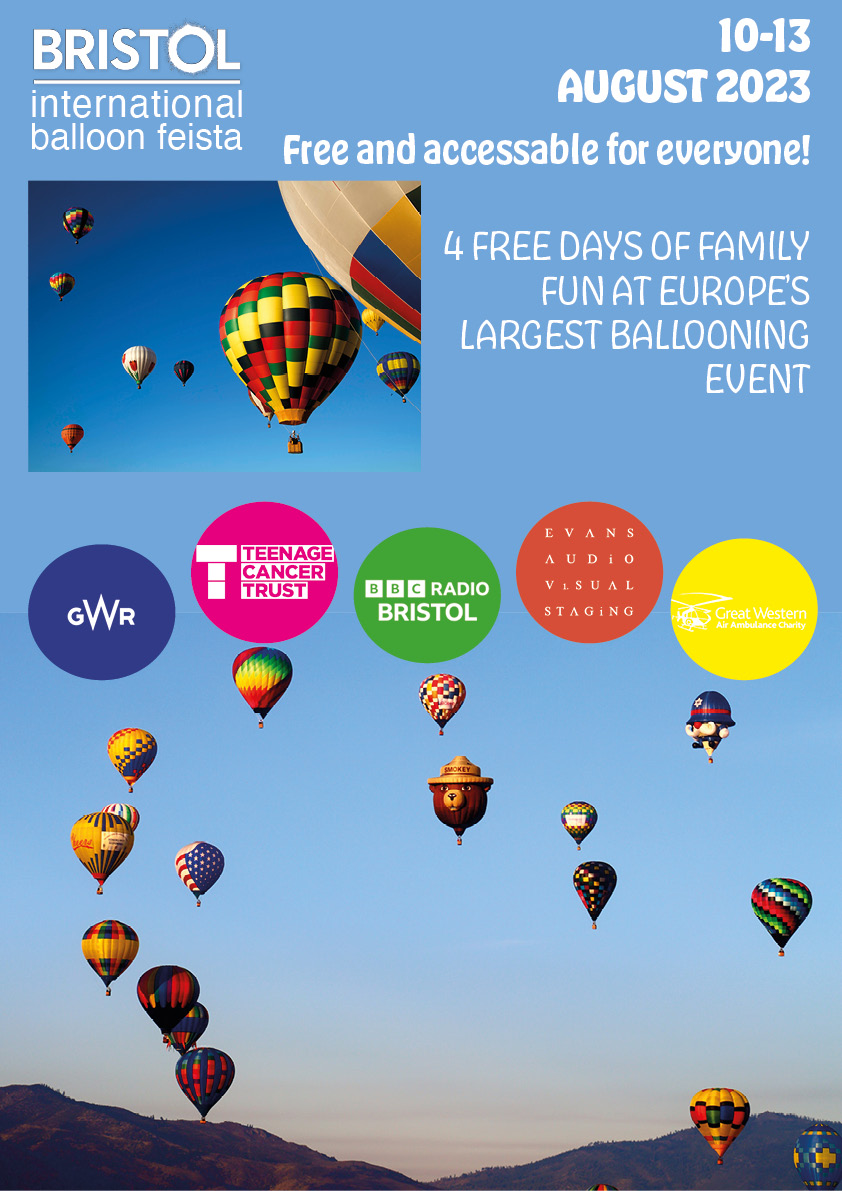 BRISTOL
international
balloon feista
10-13
AUGUST 2023
Free and accessable for everyone!
4 FREE DAYS OF FAMILY
FUN AT EUROPE'S
LARGEST BALLOONING
EVENT
GWR
TEENAGE
CANCER
TRUST
BBC RADIO
BRISTOL
EVANS
AUDiO
ViSUAL
STAGiNG
Great Western
Air Ambulance Charity
SMOKEY